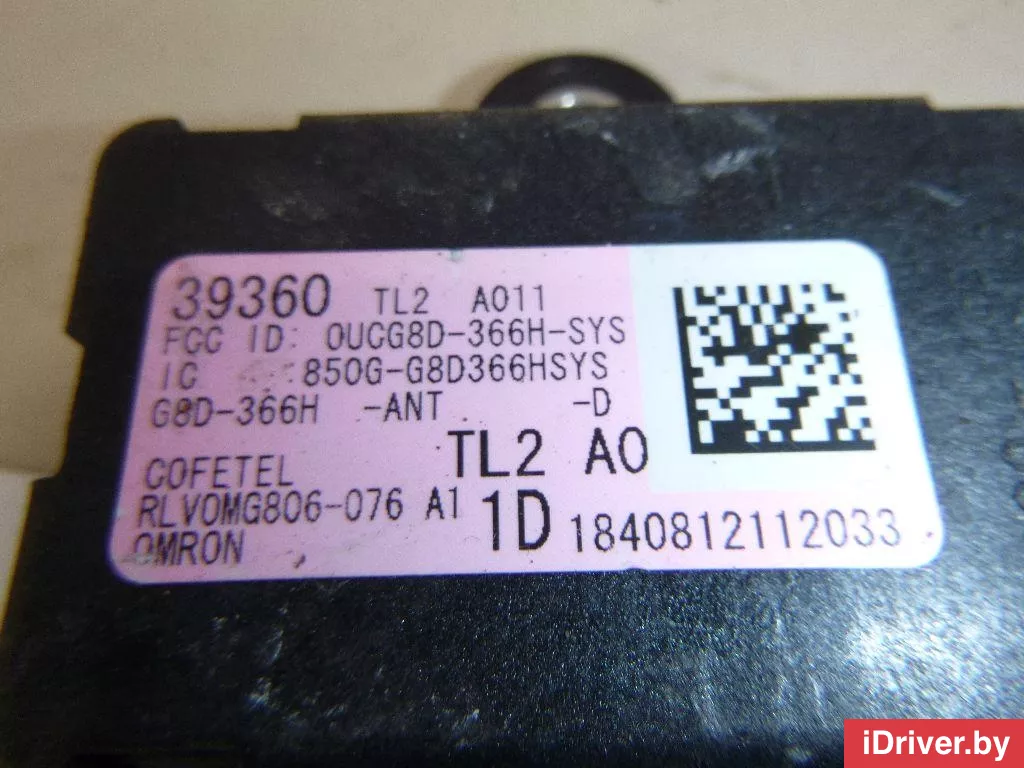 39360 TL2 A011
FCC ID: OUCG8D-366H-SYS
IC 850G-G8D366HSYS
G8D-366H -ANT -D
TL2 A0
COFETEL
RLVOMG806-076 A1
1D 1840812112033
OMRON
iDriver.by